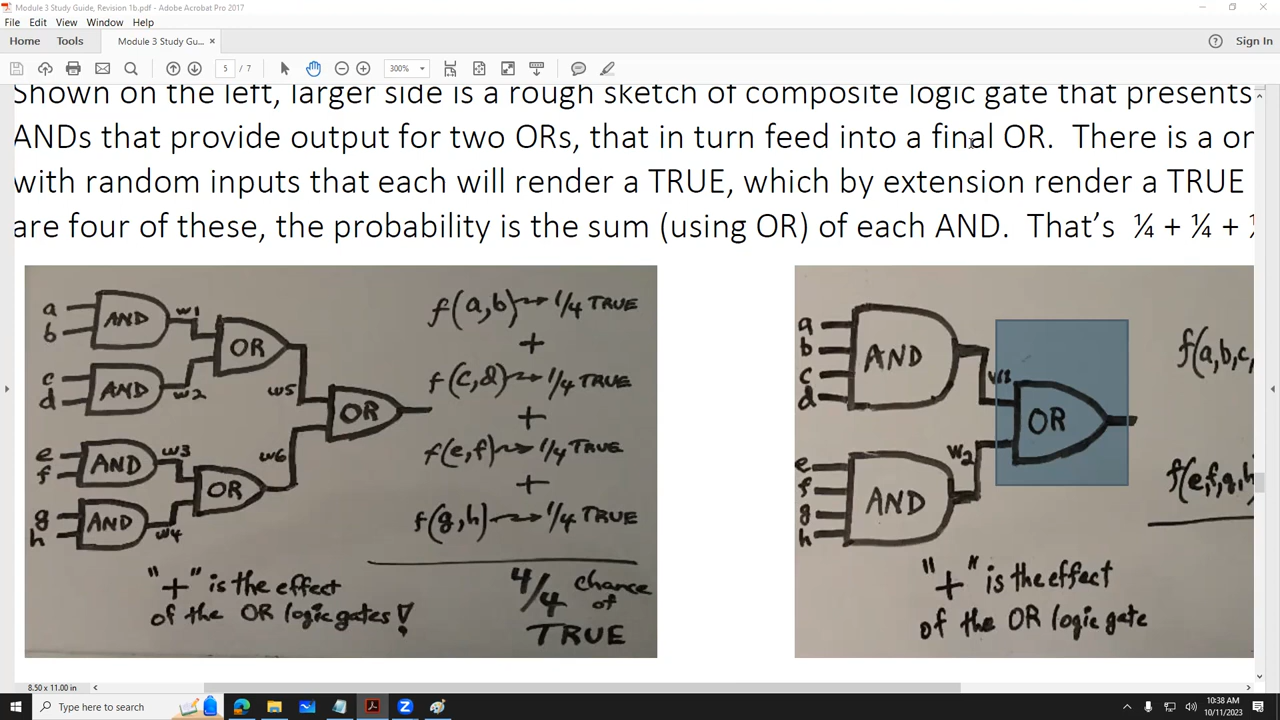 Module 3 Study Guide, Revision 1b.pdf - Adobe Acrobat Pro 2017
File Edit View Window Help
Home Tools Module 3 Study Gu... × Sign In
5 / 7 300%
Shown on the left, larger side is a rough sketch of composite logic gate that presents
ANDs that provide output for two ORs, that in turn feed into a final OR. There is a or
with random inputs that each will render a TRUE, which by extension render a TRUE
are four of these, the probability is the sum (using OR) of each AND. That's ¼ + ¼ +
a
b
AND
w1
OR
c
d
AND
w2
w5
OR
e
f
AND
w3
w6
OR
g
h
AND
w4
f(a,b) → 1/4 TRUE
+
f(c,d) → 1/4 TRUE
+
f(e,f) → 1/4 TRUE
+
f(g,h) → 1/4 TRUE
4/4 chance
of
TRUE
"+" is the effect
of the OR logic gates!
a
b
c
d
AND
OR
e
f
g
h
AND
w2
f(a,b,c,
f(e,f,g,h
"+" is the effect
of the OR logic gate
8.50 x 11.00 in
Type here to search
10:38 AM
10/11/2023